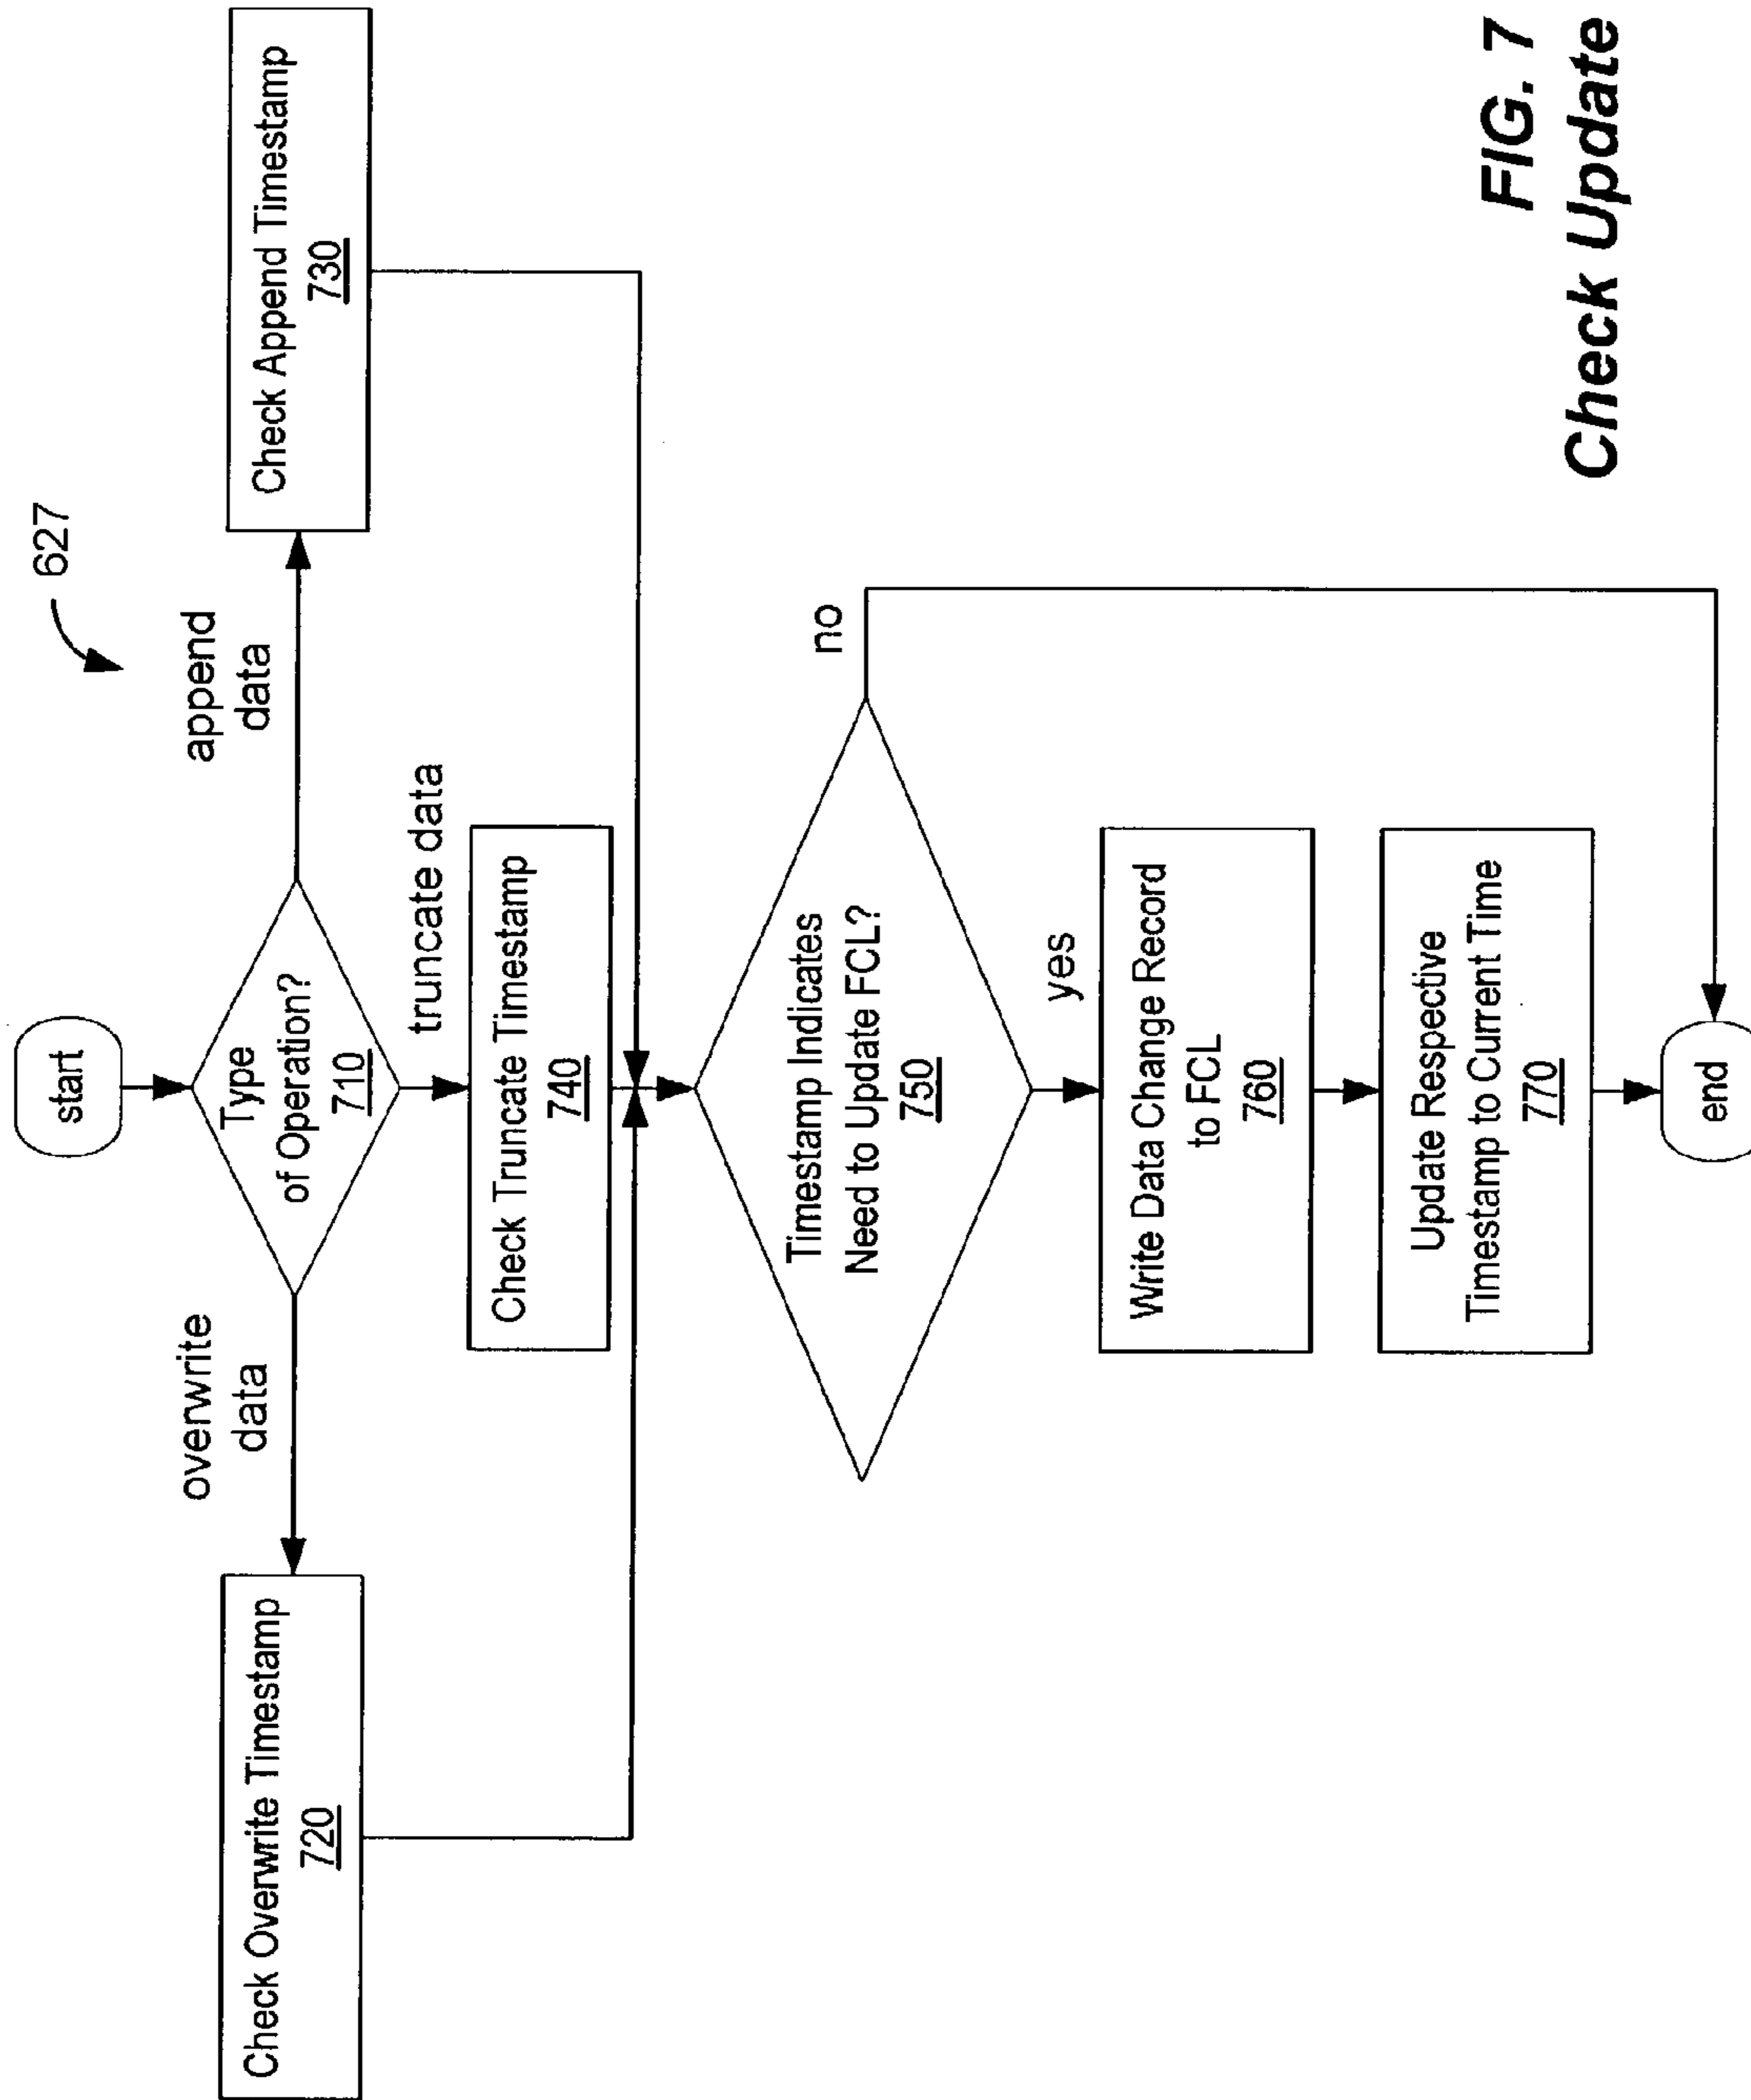 627
start
Type
of Operation?
710
overwrite
data
append
data
truncate data
Check Overwrite Timestamp
720
Check Truncate Timestamp
740
Check Append Timestamp
730
Timestamp Indicates
Need to Update FCL?
750
no
yes
Write Data Change Record
to FCL
760
Update Respective
Timestamp to Current Time
770
end
FIG. 7
Check Update